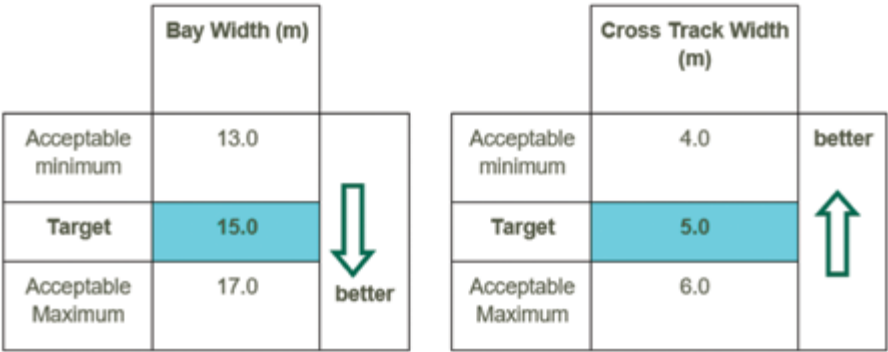 Bay Width (m)
Acceptable
minimum
13.0
Target
15.0
Acceptable
Maximum
17.0
better
Cross Track Width
(m)
Acceptable
minimum
4.0
better
Target
5.0
Acceptable
Maximum
6.0